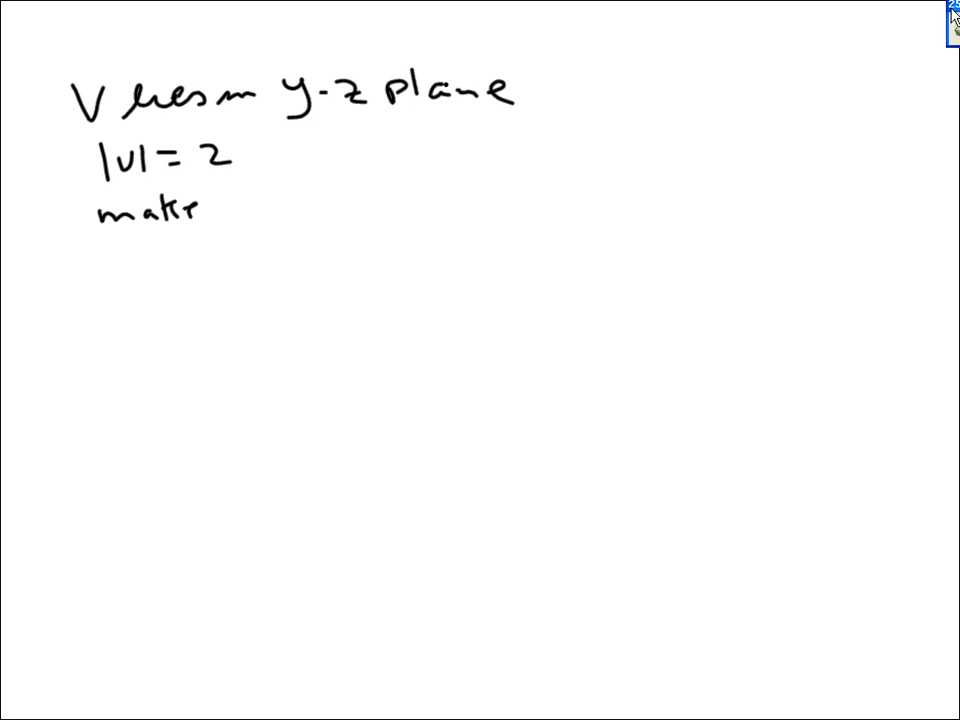 V lies in y-z plane
|v| = 2
make